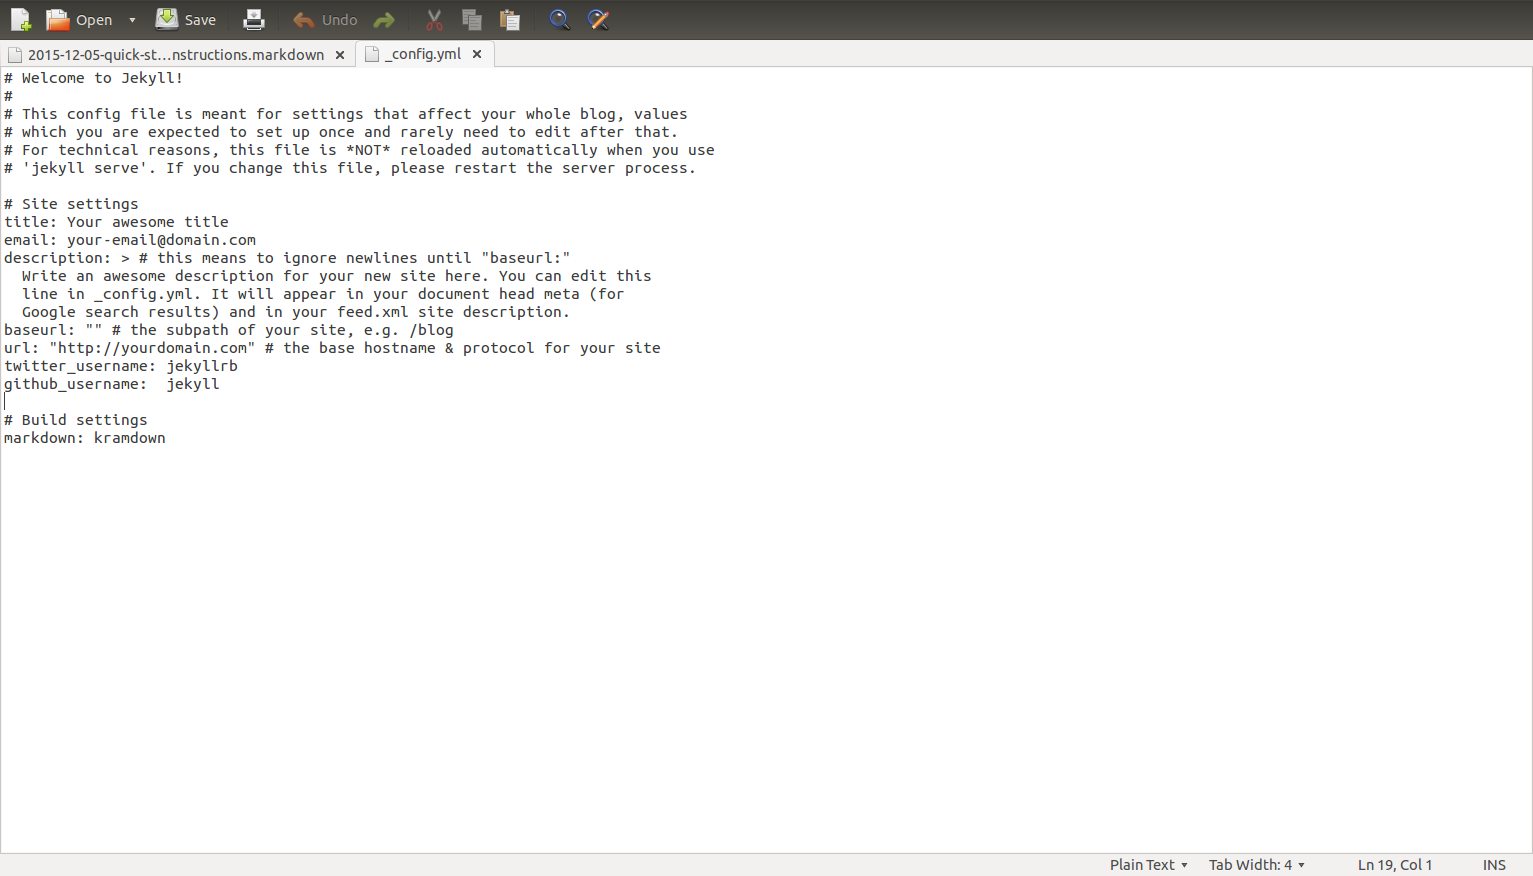 Open Save Undo
2015-12-05-quick-st...nstructions.markdown _config.yml
# Welcome to Jekyll!
#
# This config file is meant for settings that affect your whole blog, values
# which you are expected to set up once and rarely need to edit after that.
# For technical reasons, this file is *NOT* reloaded automatically when you use
# 'jekyll serve'. If you change this file, please restart the server process.

# Site settings
title: Your awesome title
email: your-email@domain.com
description: > # this means to ignore newlines until "baseurl:"
  Write an awesome description for your new site here. You can edit this
  line in _config.yml. It will appear in your document head meta (for
  Google search results) and in your feed.xml site description.
baseurl: "" # the subpath of your site, e.g. /blog
url: "http://yourdomain.com" # the base hostname & protocol for your site
twitter_username: jekyllrb
github_username:  jekyll

# Build settings
markdown: kramdown
Plain Text Tab Width: 4 Ln 19, Col 1 INS